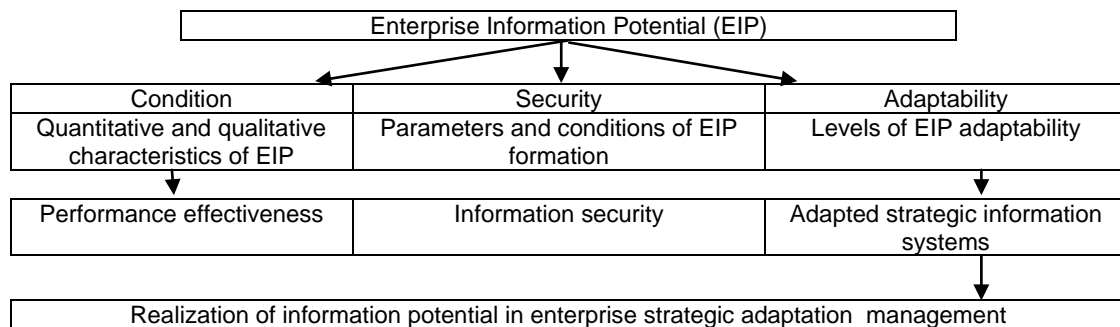 Enterprise Information Potential (EIP)
Condition
Security
Adaptability
Quantitative and qualitative
characteristics of EIP
Parameters and conditions of EIP
formation
Levels of EIP adaptability
Performance effectiveness
Information security
Adapted strategic information
systems
Realization of information potential in enterprise strategic adaptation management